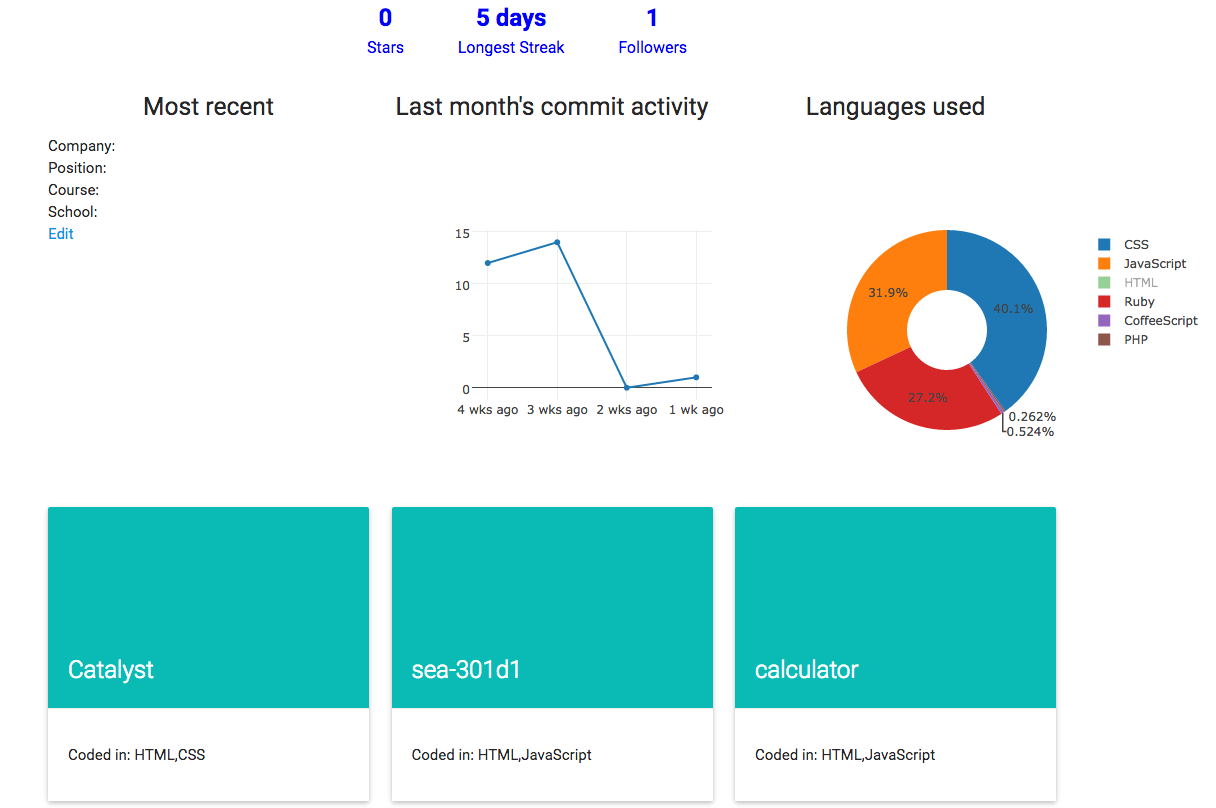 0 5 days 1
Stars Longest Streak Followers
Most recent
Company:
Position:
Course:
School:
Edit
Last month's commit activity
15
10
5
0
4 wks ago 3 wks ago 2 wks ago 1 wk ago
Languages used
31.9%
40.1%
27.2%
0.262%
0.524%
CSS
JavaScript
HTML
Ruby
CoffeeScript
PHP
Catalyst
Coded in: HTML,CSS
sea-301d1
Coded in: HTML,JavaScript
calculator
Coded in: HTML,JavaScript